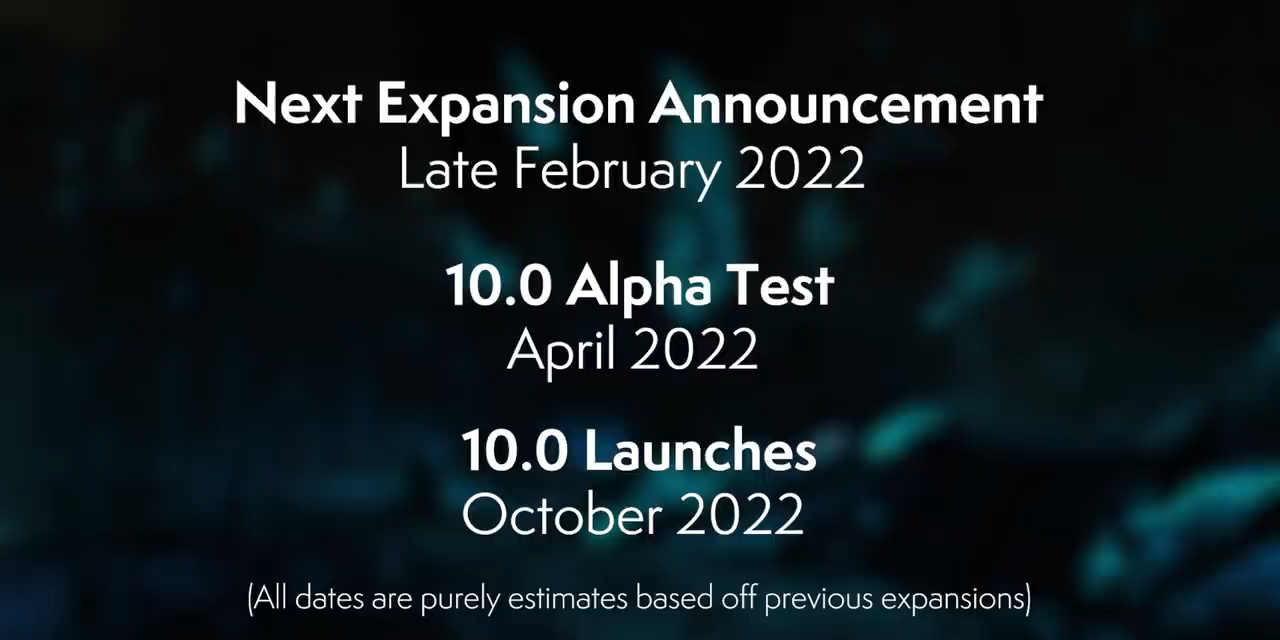 Next Expansion Announcement
Late February 2022
10.0 Alpha Test
April 2022
10.0 Launches
October 2022
(All dates are purely estimates based off previous expansions)